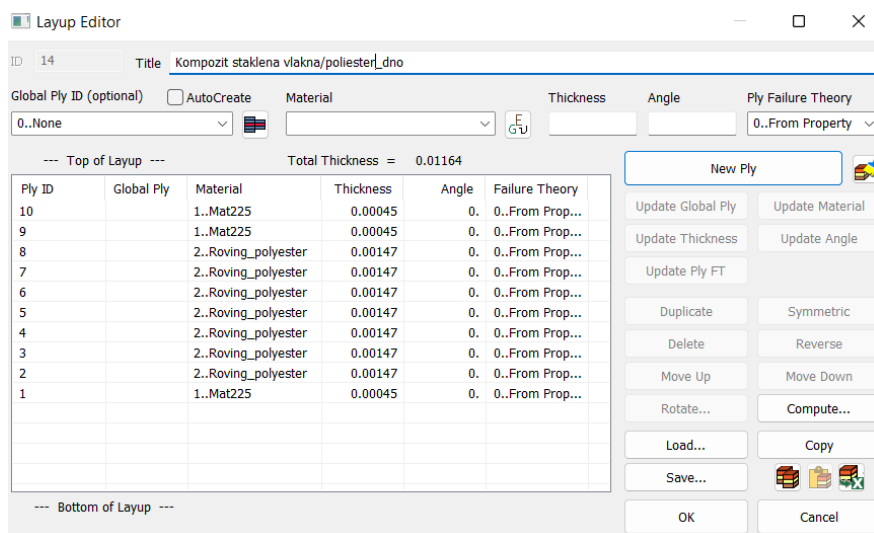 Layup Editor
ID 14 Title Kompozit staklena vlakna/poliester_dno
Global Ply ID (optional) AutoCreate Material Thickness Angle Ply Failure Theory
0..None 0..From Property
--- Top of Layup --- Total Thickness = 0.01164
New Ply
Ply ID Global Ply Material Thickness Angle Failure Theory
10 1..Mat225 0.00045 0. 0..From Prop...
9 1..Mat225 0.00045 0. 0..From Prop...
8 2..Roving_polyester 0.00147 0. 0..From Prop...
7 2..Roving_polyester 0.00147 0. 0..From Prop...
6 2..Roving_polyester 0.00147 0. 0..From Prop...
5 2..Roving_polyester 0.00147 0. 0..From Prop...
4 2..Roving_polyester 0.00147 0. 0..From Prop...
3 2..Roving_polyester 0.00147 0. 0..From Prop...
2 2..Roving_polyester 0.00147 0. 0..From Prop...
1 1..Mat225 0.00045 0. 0..From Prop...
--- Bottom of Layup ---
Update Global Ply Update Material
Update Thickness Update Angle
Update Ply FT
Duplicate Symmetric
Delete Reverse
Move Up Move Down
Rotate... Compute...
Load... Copy
Save...
OK Cancel